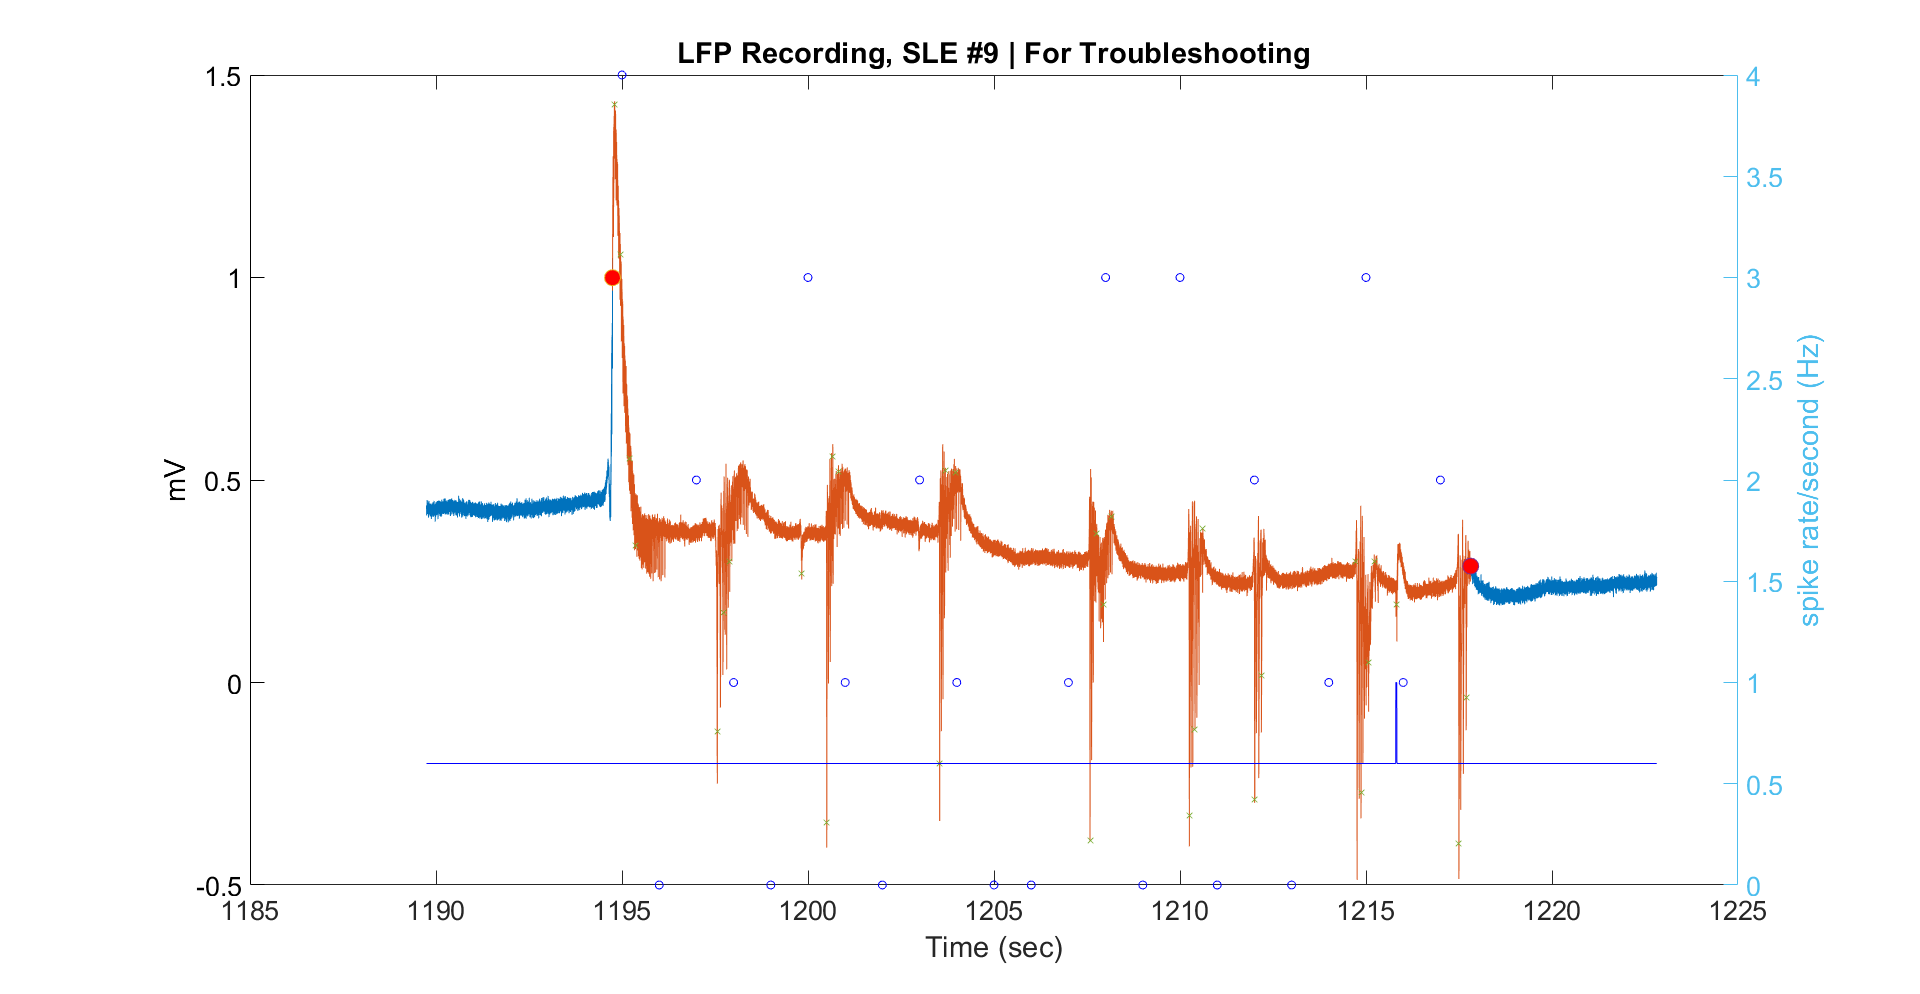 LFP Recording, SLE #9 | For Troubleshooting
1.5
1
0.5
0
-0.5
mV
4
3.5
3
2.5
2
1.5
1
0.5
0
spike rate/second (Hz)
1185 1190 1195 1200 1205 1210 1215 1220 1225
Time (sec)